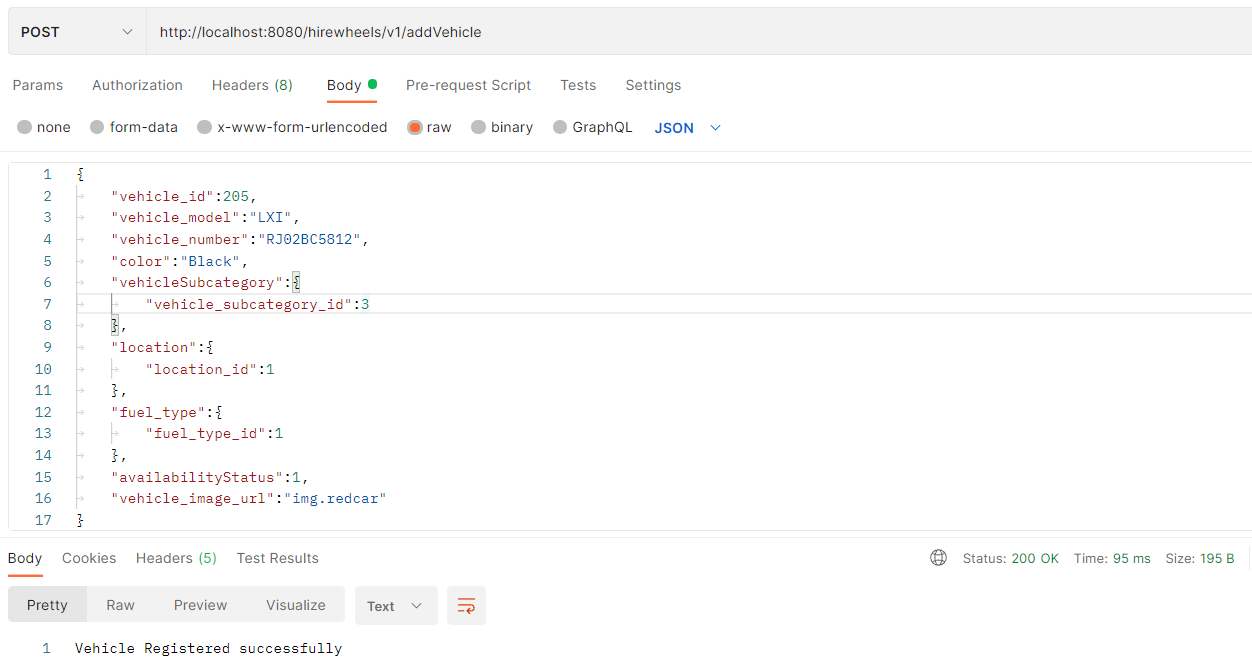 POST http://localhost:8080/hirewheels/v1/addVehicle
Params Authorization Headers (8) Body Pre-request Script Tests Settings
none form-data x-www-form-urlencoded raw binary GraphQL JSON
1 {
2 "vehicle_id":205,
3 "vehicle_model":"LXI",
4 "vehicle_number":"RJ02BC5812",
5 "color":"Black",
6 "vehicleSubcategory":{
7 "vehicle_subcategory_id":3
8 },
9 "location":{
10 "location_id":1
11 },
12 "fuel_type":{
13 "fuel_type_id":1
14 },
15 "availabilityStatus":1,
16 "vehicle_image_url":"img.redcar"
17 }
Body Cookies Headers (5) Test Results Status: 200 OK Time: 95 ms Size: 195 B
Pretty Raw Preview Visualize Text
1 Vehicle Registered successfully